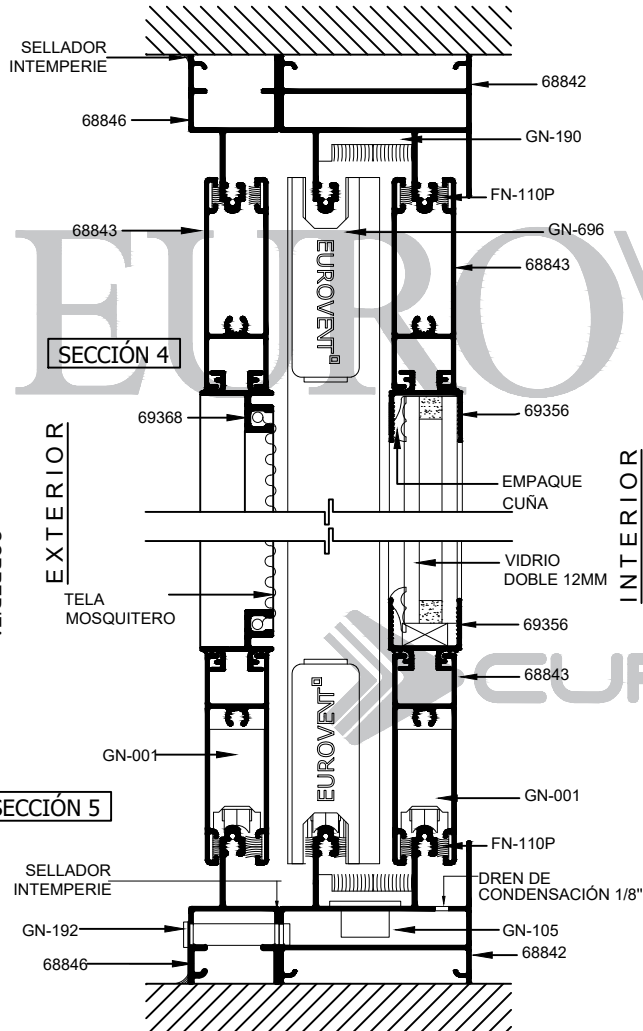 SELLADOR
INTEMPERIE
68842
68846
GN-190
FN-110P
68843
GN-696
68843
EUROV
EUROVENT
SECCIÓN 4
69368
69356
EXTERIOR
EMPAQUE
CUÑA
INTERIOR
VIDRIO
DOBLE 12MM
TELA
MOSQUITERO
69356
68843
EUR
EUROVENT
GN-001
GN-001
SECCIÓN 5
FN-110P
SELLADOR
INTEMPERIE
DREN DE
CONDENSACIÓN 1/8"
GN-192
GN-105
68846
68842